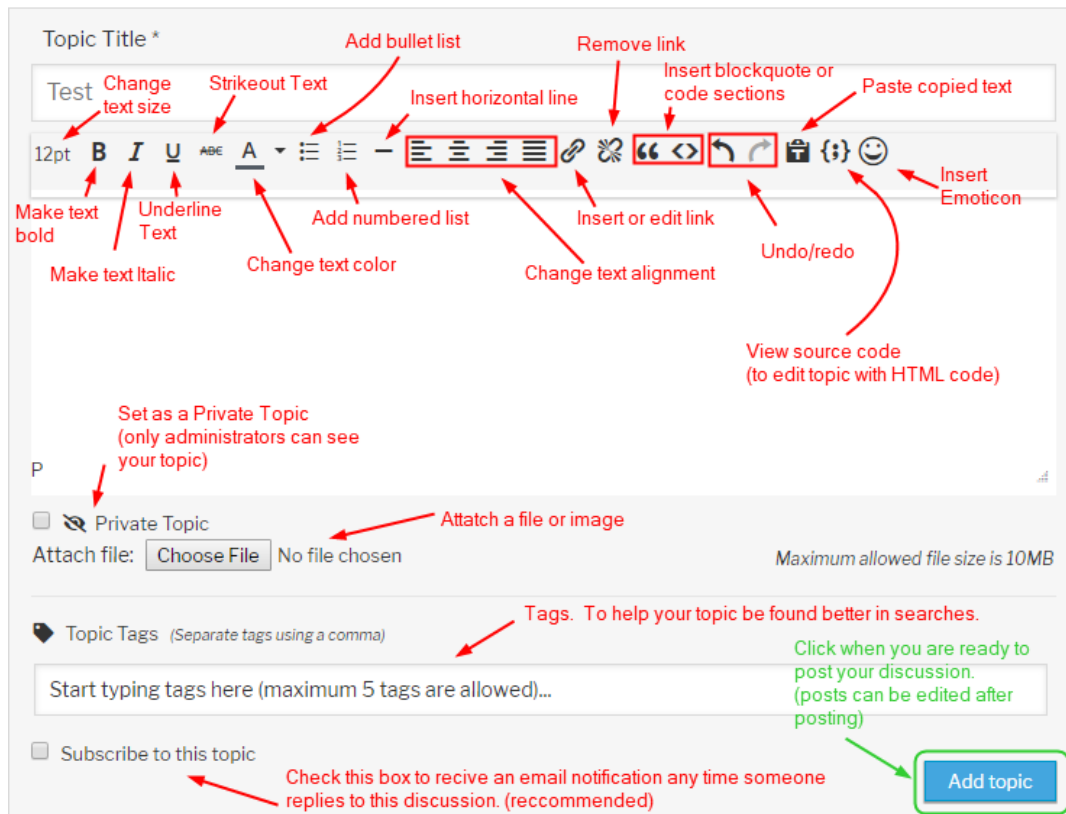 Topic Title *
Add bullet list
Remove link
Test
Change
text size
Strikeout Text
Insert horizontal line
Insert blockquote or
code sections
Paste copied text
12pt B I U ABC A
Make text
bold
Underline
Text
Add numbered list
Insert or edit link
Insert
Emoticon
Make text Italic
Change text color
Change text alignment
Undo/redo
View source code
(to edit topic with HTML code)
Set as a Private Topic
(only administrators can see
your topic)
P
Private Topic
Attatch a file or image
Attach file: Choose File No file chosen
Maximum allowed file size is 10MB
Tags. To help your topic be found better in searches.
Topic Tags (Separate tags using a comma)
Click when you are ready to
post your discussion.
(posts can be edited after
posting)
Start typing tags here (maximum 5 tags are allowed)...
Subscribe to this topic
Check this box to recive an email notification any time someone
replies to this discussion. (reccommended)
Add topic